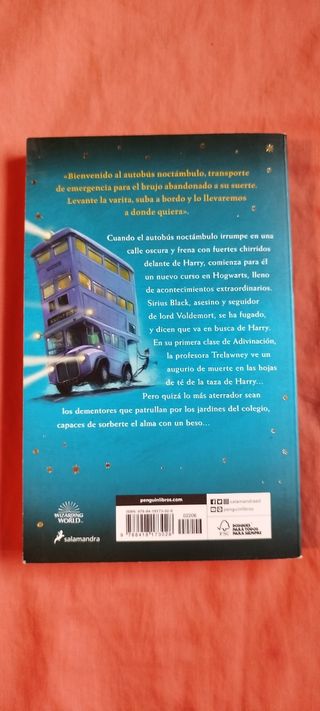 «Bienvenido al autobús noctámbulo, transporte
de emergencia para el brujo abandonado a su suerte.
Levante la varita, suba a bordo y lo llevaremos
a donde quiera».
Cuando el autobús noctámbulo irrumpe en una
calle oscura y frena con fuertes chirridos
delante de Harry, comienza para él
un nuevo curso en Hogwarts, lleno
de acontecimientos extraordinarios.
Sirius Black, asesino y seguidor
de lord Voldemort, se ha fugado,
y dicen que va en busca de Harry.
En su primera clase de Adivinación,
la profesora Trelawney ve un
augurio de muerte en las hojas
de té de la taza de Harry...
Pero quizá lo más aterrador sean
los dementores que patrullan por los jardines del colegio,
capaces de sorberte el alma con un beso...
WIZARDING
WORLD
salamandra
penguinlibros.com
02206
salamandraed
penguinlibros
FSC